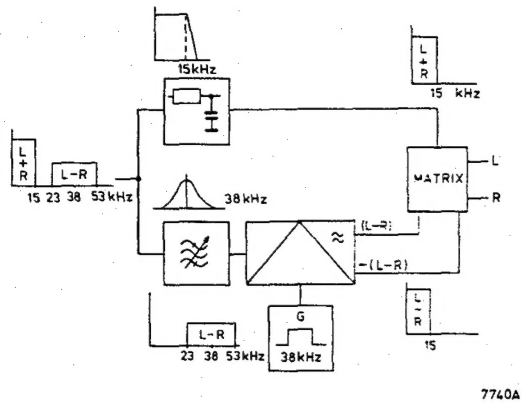 15kHz
L+R
15 kHz
L+R
L-R
15 23 38 53kHz
38kHz
MATRIX
L
R
(L-R)
-(L-R)
≈
G
38kHz
L-R
23 38 53kHz
L-R
15
7740A